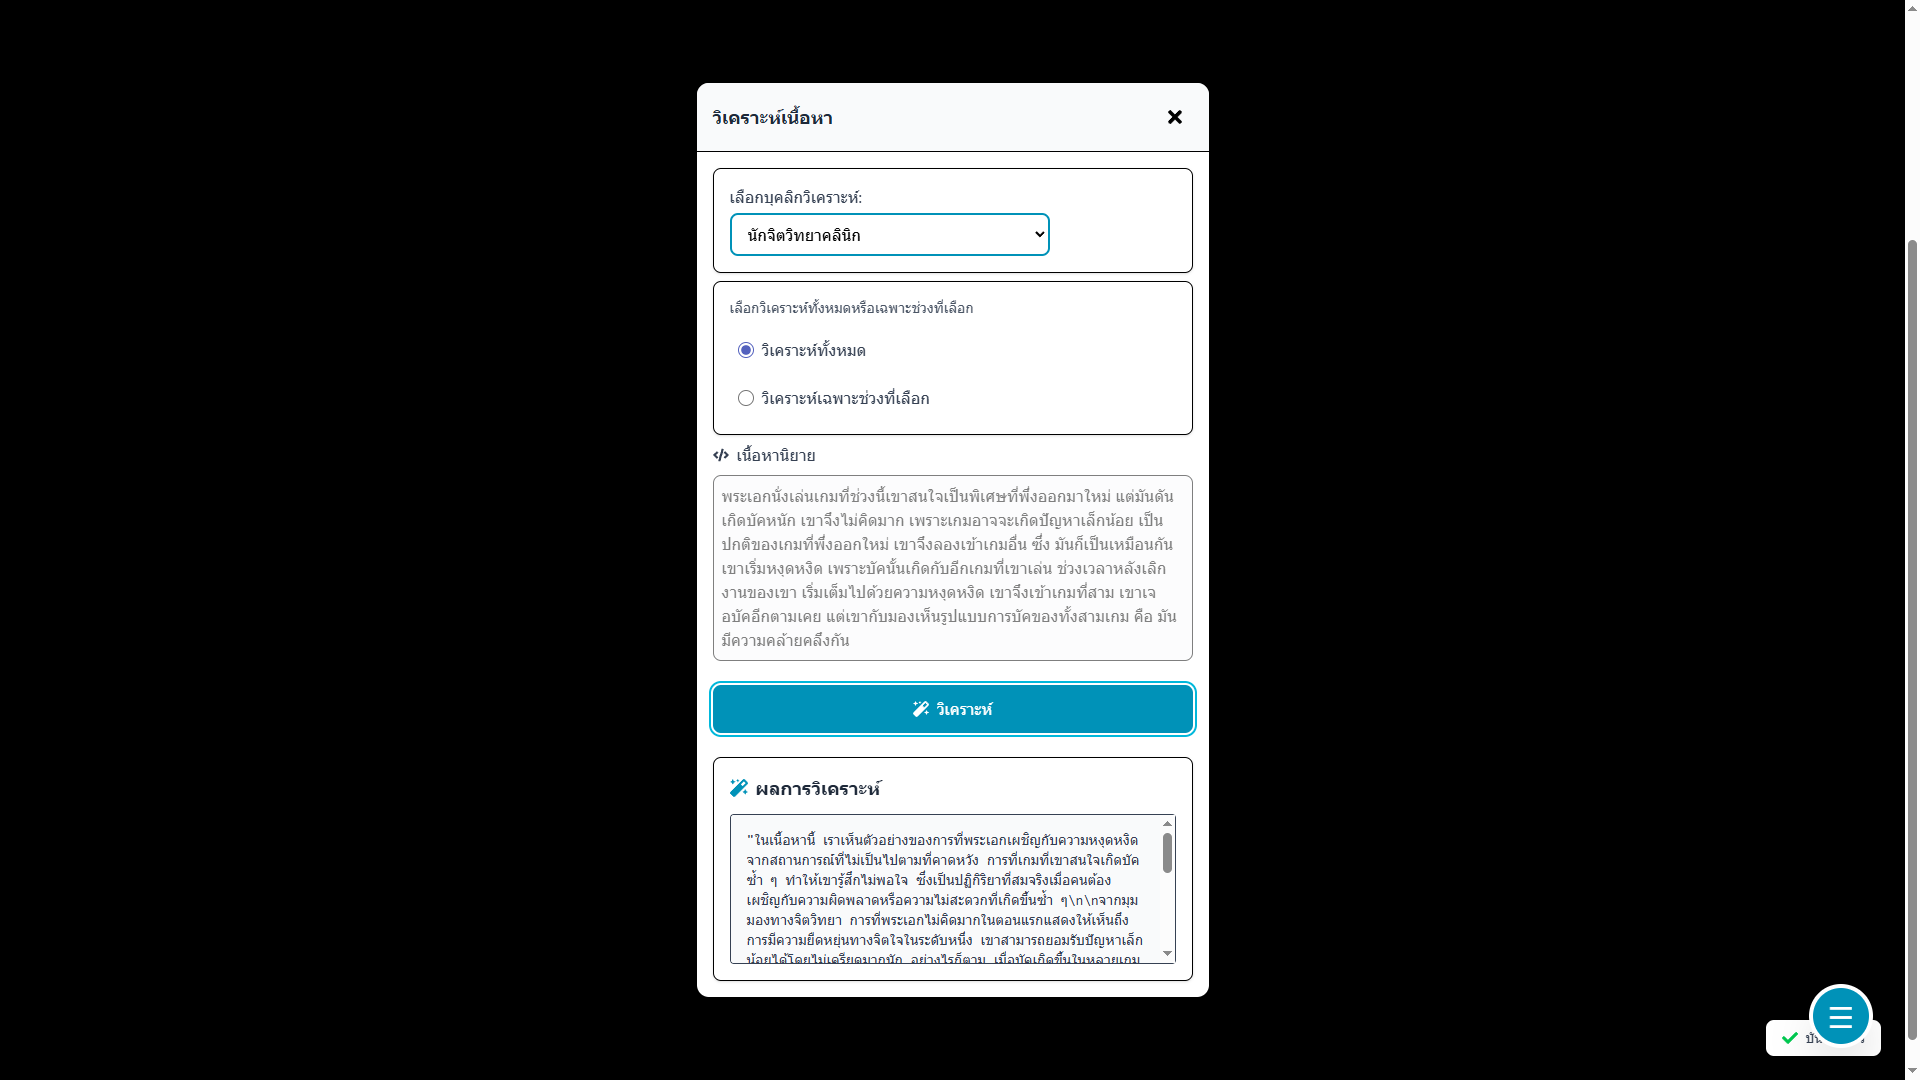 วิเคราะห์เนื้อหา
เลือกบุคลิกวิเคราะห์:
นักจิตวิทยาคลินิก
เลือกวิเคราะห์ทั้งหมดหรือเฉพาะช่วงที่เลือก
วิเคราะห์ทั้งหมด
วิเคราะห์เฉพาะช่วงที่เลือก
เนื้อหานิยาย
พระเอกนั่งเล่นเกมที่ช่วงนี้เขาสนใจเป็นพิเศษที่พึ่งออกมาใหม่ แต่มันดัน
เกิดบัคหนัก เขาจึงไม่คิดมาก เพราะเกมอาจจะเกิดปัญหาเล็กน้อย เป็น
ปกติของเกมที่พึ่งออกใหม่ เขาจึงลองเข้าเกมอื่น ซึ่ง มันก็เป็นเหมือนกัน
เขาเริ่มหงุดหงิด เพราะบัคนั้นเกิดกับอีกเกมที่เขาเล่น ช่วงเวลาหลังเลิก
งานของเขา เริ่มเต็มไปด้วยความหงุดหงิด เขาจึงเข้าเกมที่สาม เขาเจ
อบัคอีกตามเคย แต่เขากับมองเห็นรูปแบบการบัคของทั้งสามเกม คือ มัน
มีความคล้ายคลึงกัน
วิเคราะห์
ผลการวิเคราะห์
"ในเนื้อหานี้ เราเห็นตัวอย่างของการที่พระเอกเผชิญกับความหงุดหงิด
จากสถานการณ์ที่ไม่เป็นไปตามที่คาดหวัง การที่เกมที่เขาสนใจเกิดบัค
ซ้ำ ๆ ทำให้เขารู้สึกไม่พอใจ ซึ่งเป็นปฏิกิริยาที่สมจริงเมื่อคนต้อง
เผชิญกับความผิดพลาดหรือความไม่สะดวกที่เกิดขึ้นซ้ำ ๆ\n\nจากมุม
มองทางจิตวิทยา การที่พระเอกไม่คิดมากในตอนแรกแสดงให้เห็นถึง
การมีความยืดหยุ่นทางจิตใจในระดับหนึ่ง เขาสามารถยอมรับปัญหาเล็ก
น้อยได้โดยไม่เครียดมากนัก อย่างไรก็ตาม เมื่อบัคเกิดขึ้นในหลายเกม